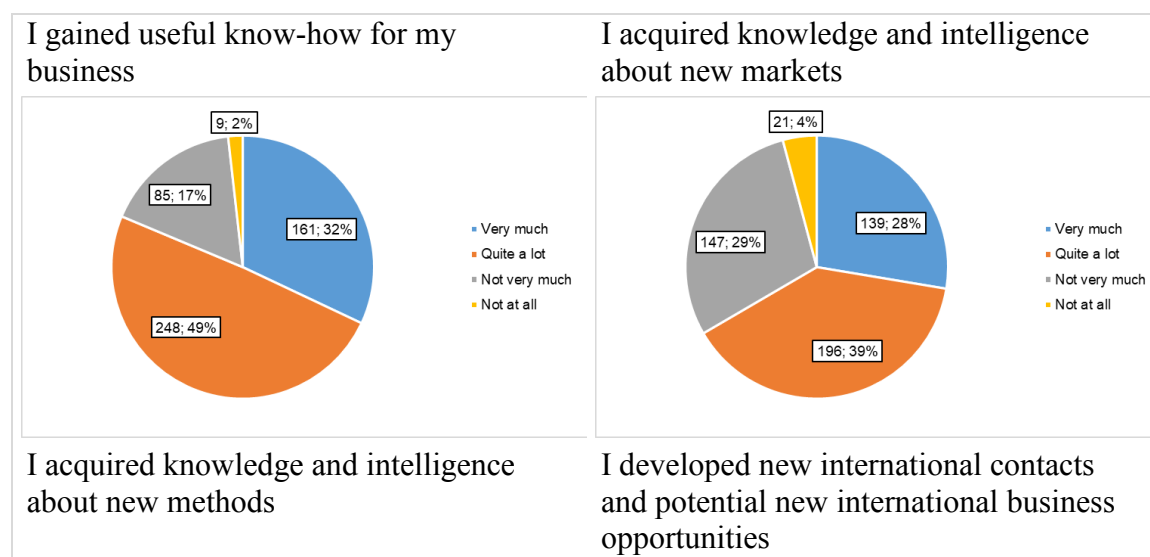 I gained useful know-how for my
business
9; 2%
85; 17%
161; 32%
248; 49%
Very much
Quite a lot
Not very much
Not at all
I acquired knowledge and intelligence
about new markets
21; 4%
139; 28%
147; 29%
196; 39%
Very much
Quite a lot
Not very much
Not at all
I acquired knowledge and intelligence
about new methods
I developed new international contacts
and potential new international business
opportunities